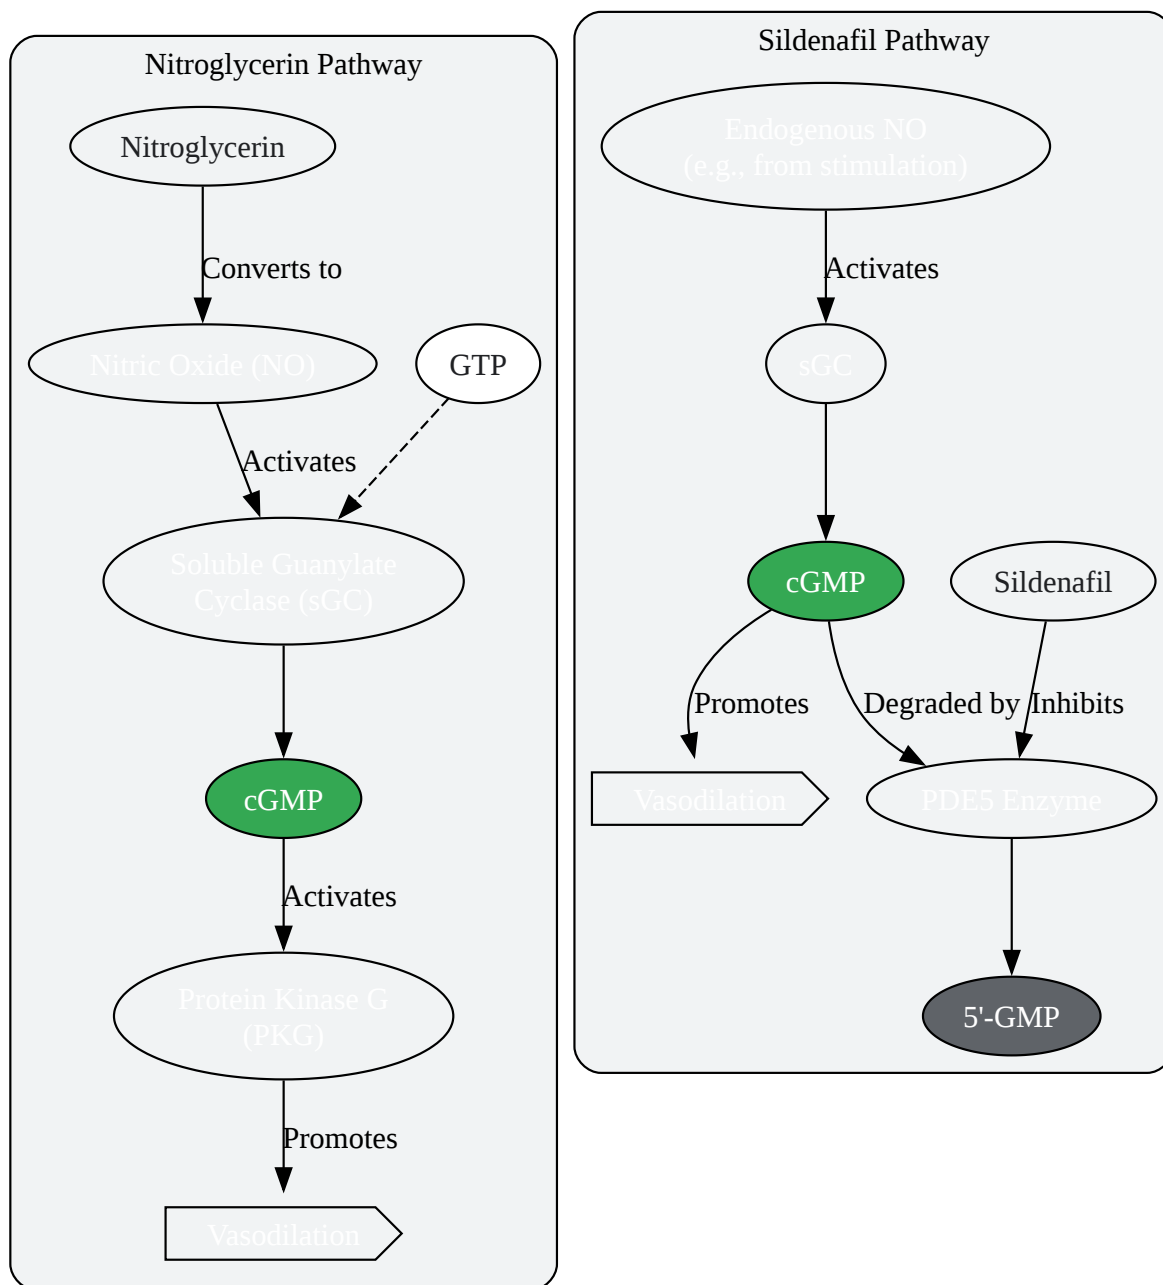 Nitroglycerin Pathway
Nitroglycerin
Converts to
Nitric Oxide (NO)
GTP
Activates
Soluble Guanylate
Cyclase (sGC)
cGMP
Activates
Protein Kinase G
(PKG)
Promotes
Vasodilation
Sildenafil Pathway
Endogenous NO
(e.g., from stimulation)
Activates
sGC
cGMP
Sildenafil
Promotes
Degraded by
Inhibits
Vasodilation
PDE5 Enzyme
5'-GMP